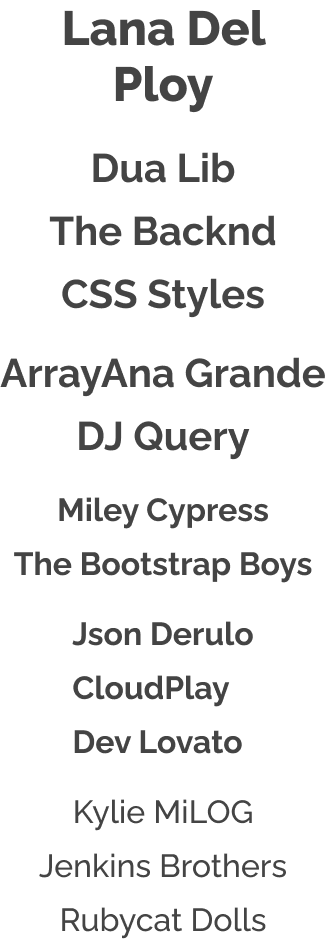 Lana Del
Ploy
Dua Lib
The Backnd
CSS Styles
ArrayAna Grande
DJ Query
Miley Cypress
The Bootstrap Boys
Json Derulo
CloudPlay
Dev Lovato
Kylie MiLOG
Jenkins Brothers
Rubycat Dolls